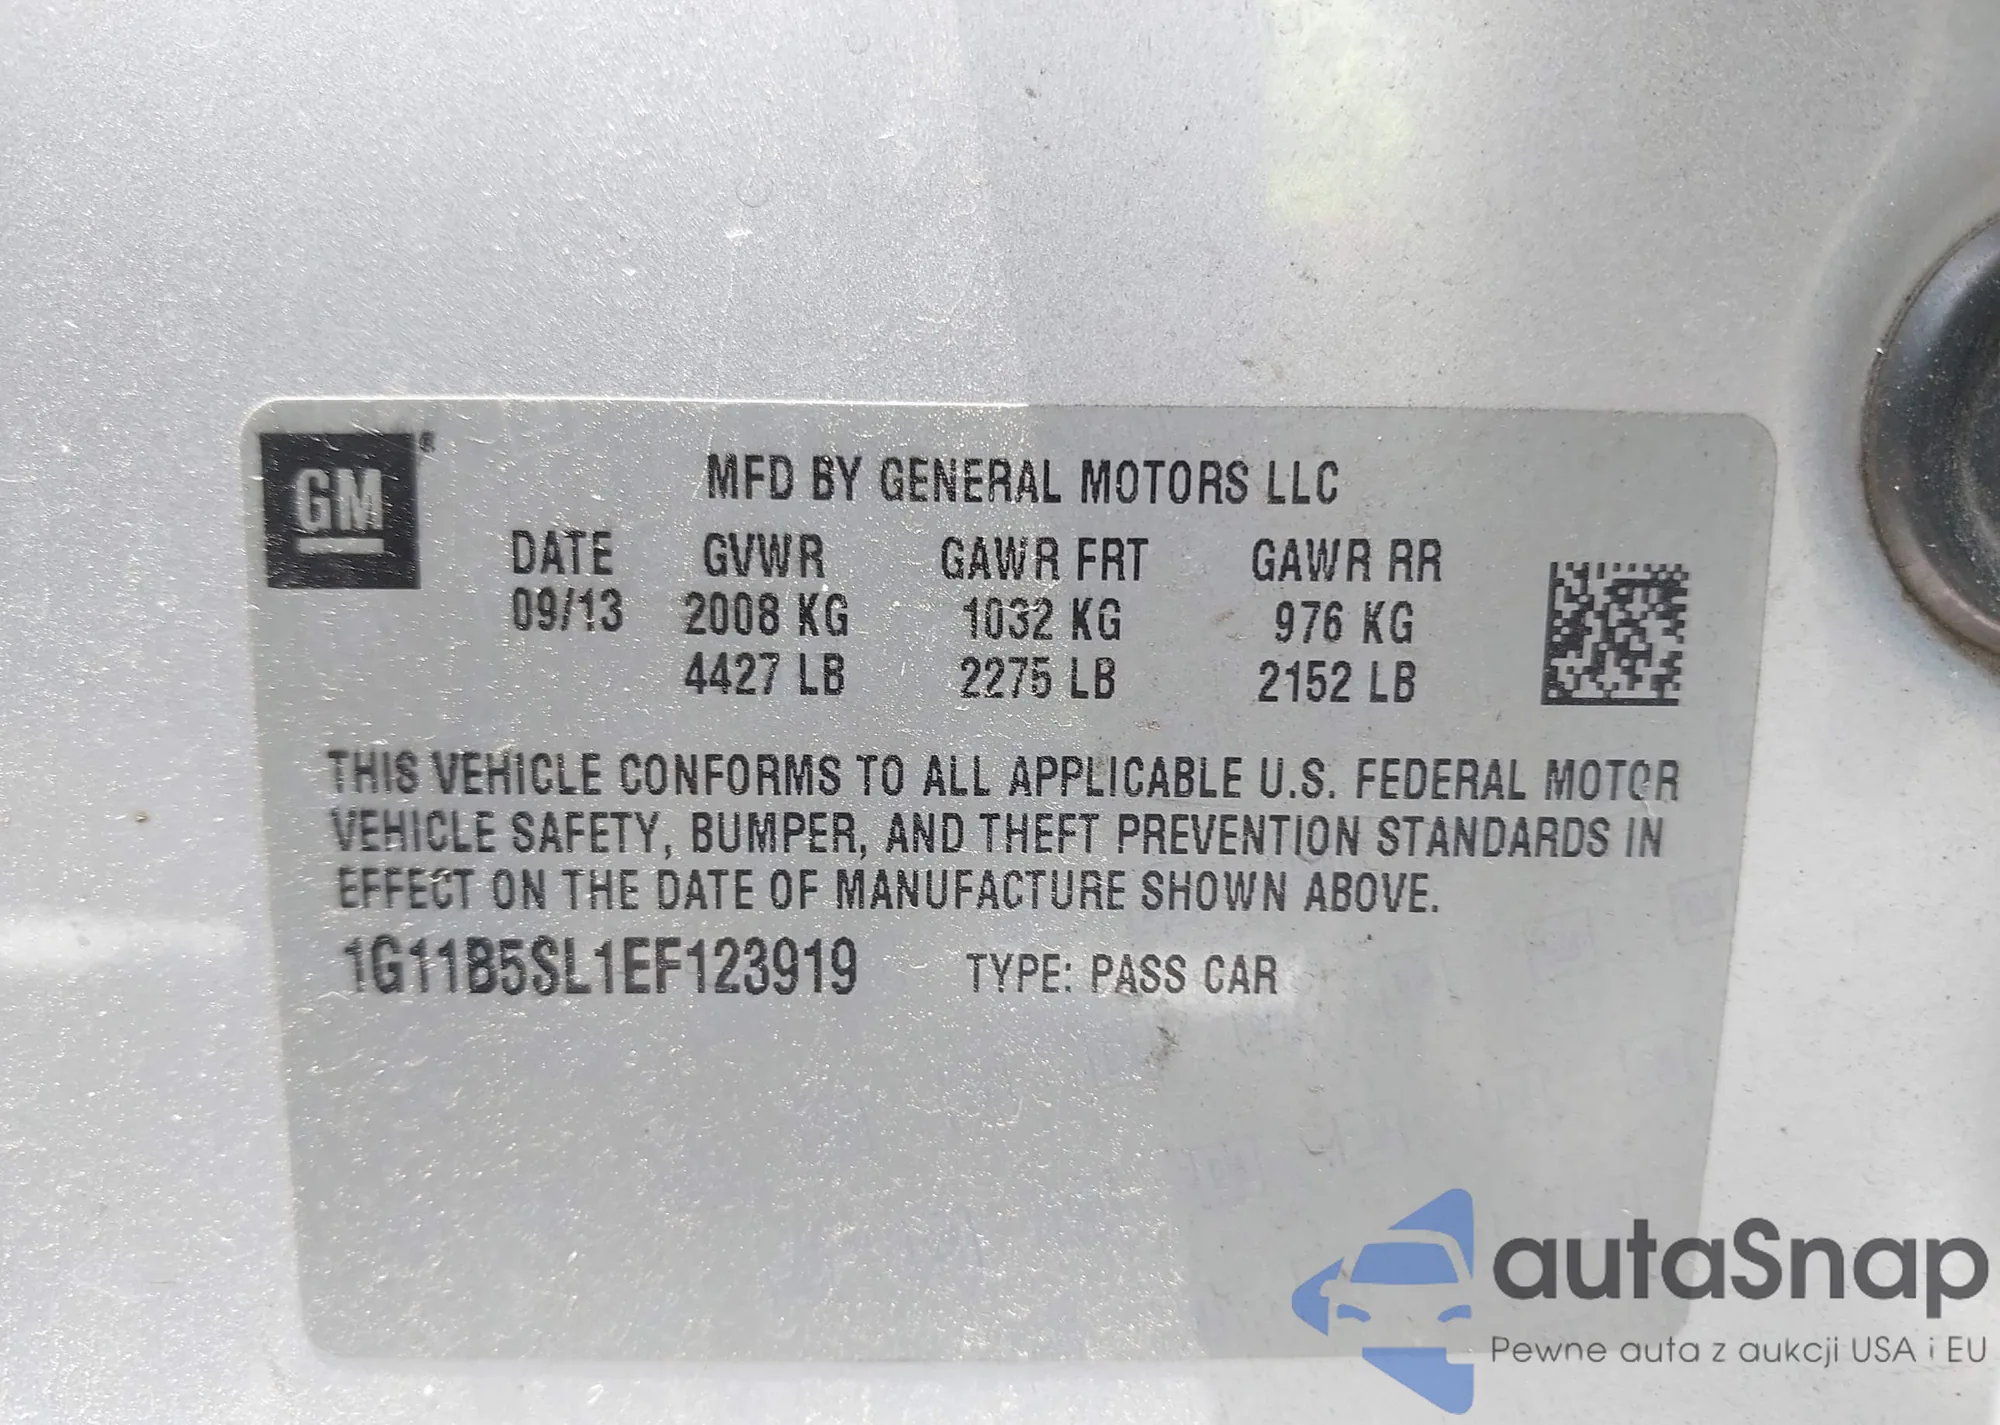 GM ®
MFD BY GENERAL MOTORS LLC
DATE GVWR GAWR FRT GAWR RR
09/13 2008 KG 1032 KG 976 KG
4427 LB 2275 LB 2152 LB
THIS VEHICLE CONFORMS TO ALL APPLICABLE U.S. FEDERAL MOTOR
VEHICLE SAFETY, BUMPER, AND THEFT PREVENTION STANDARDS IN
EFFECT ON THE DATE OF MANUFACTURE SHOWN ABOVE.
1G11B5SL1EF123919 TYPE: PASS CAR
autaSnap
Pewne auta z aukcji USA i EU